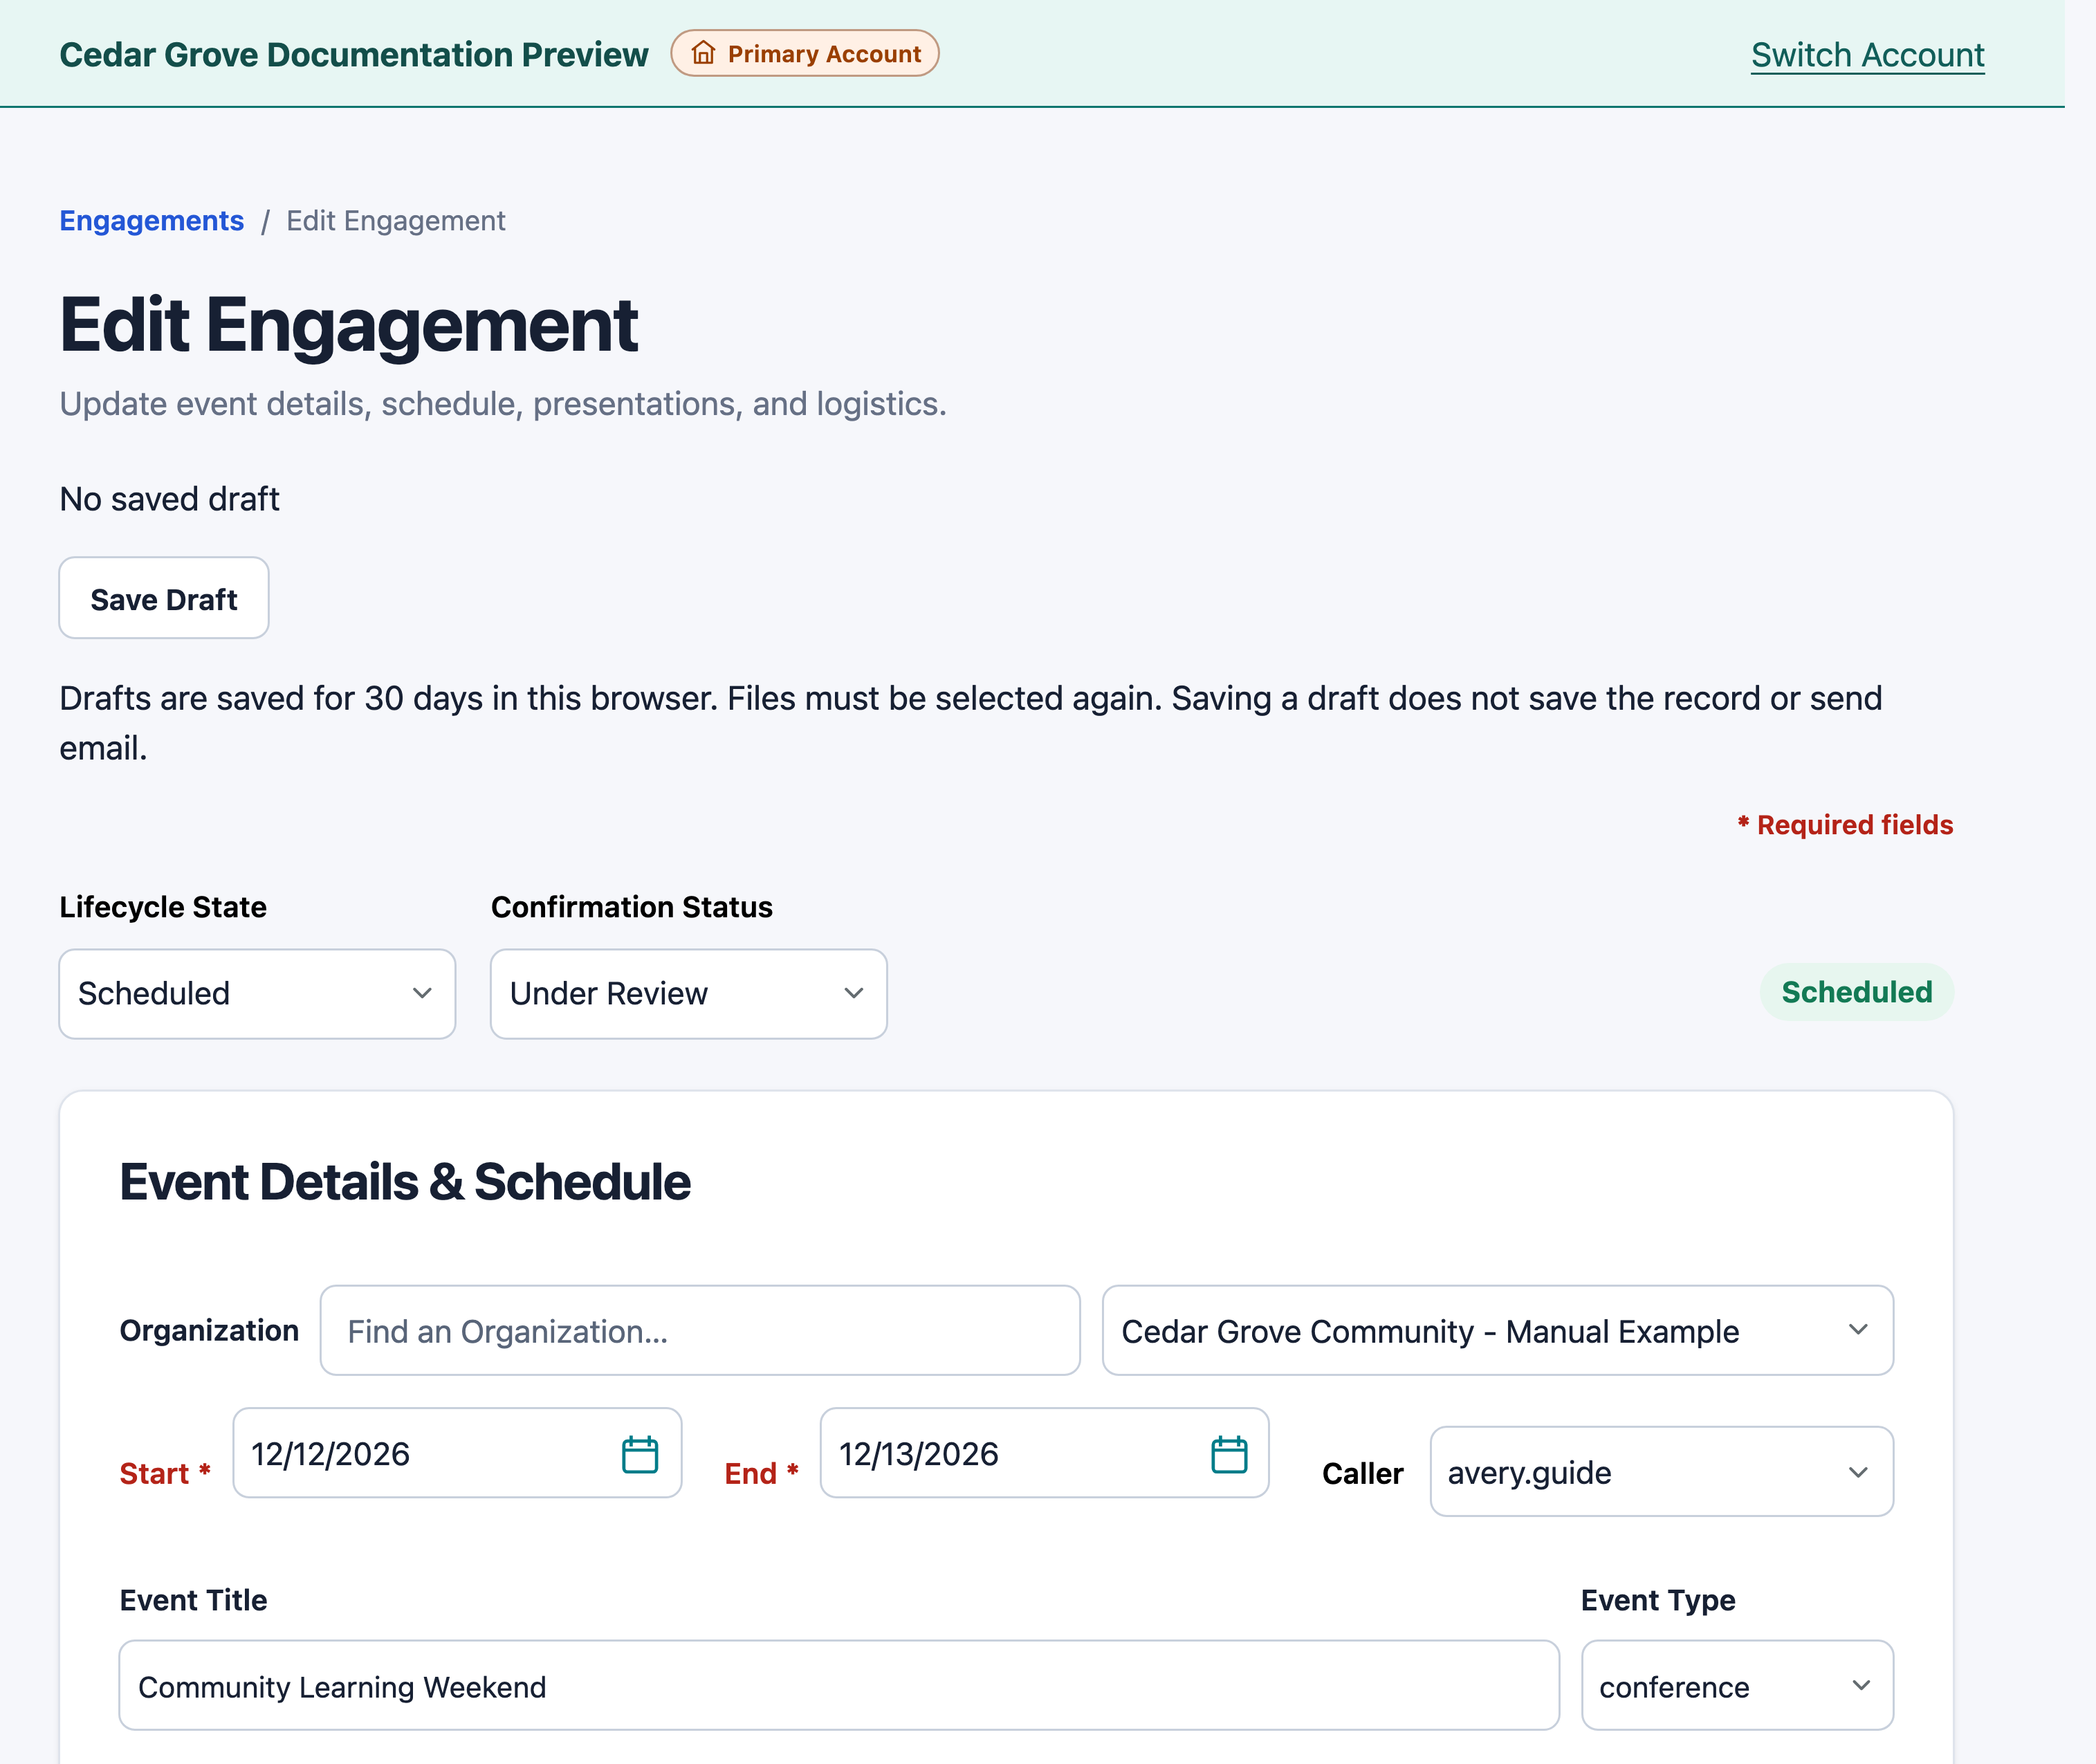 Cedar Grove Documentation Preview Primary Account Switch Account
Engagements / Edit Engagement
Edit Engagement
Update event details, schedule, presentations, and logistics.
No saved draft
Save Draft
Drafts are saved for 30 days in this browser. Files must be selected again. Saving a draft does not save the record or send
email.
* Required fields
Lifecycle State Confirmation Status
Scheduled Under Review Scheduled
Event Details & Schedule
Organization Find an Organization... Cedar Grove Community - Manual Example
Start * 12/12/2026 End * 12/13/2026 Caller avery.guide
Event Title Event Type
Community Learning Weekend conference